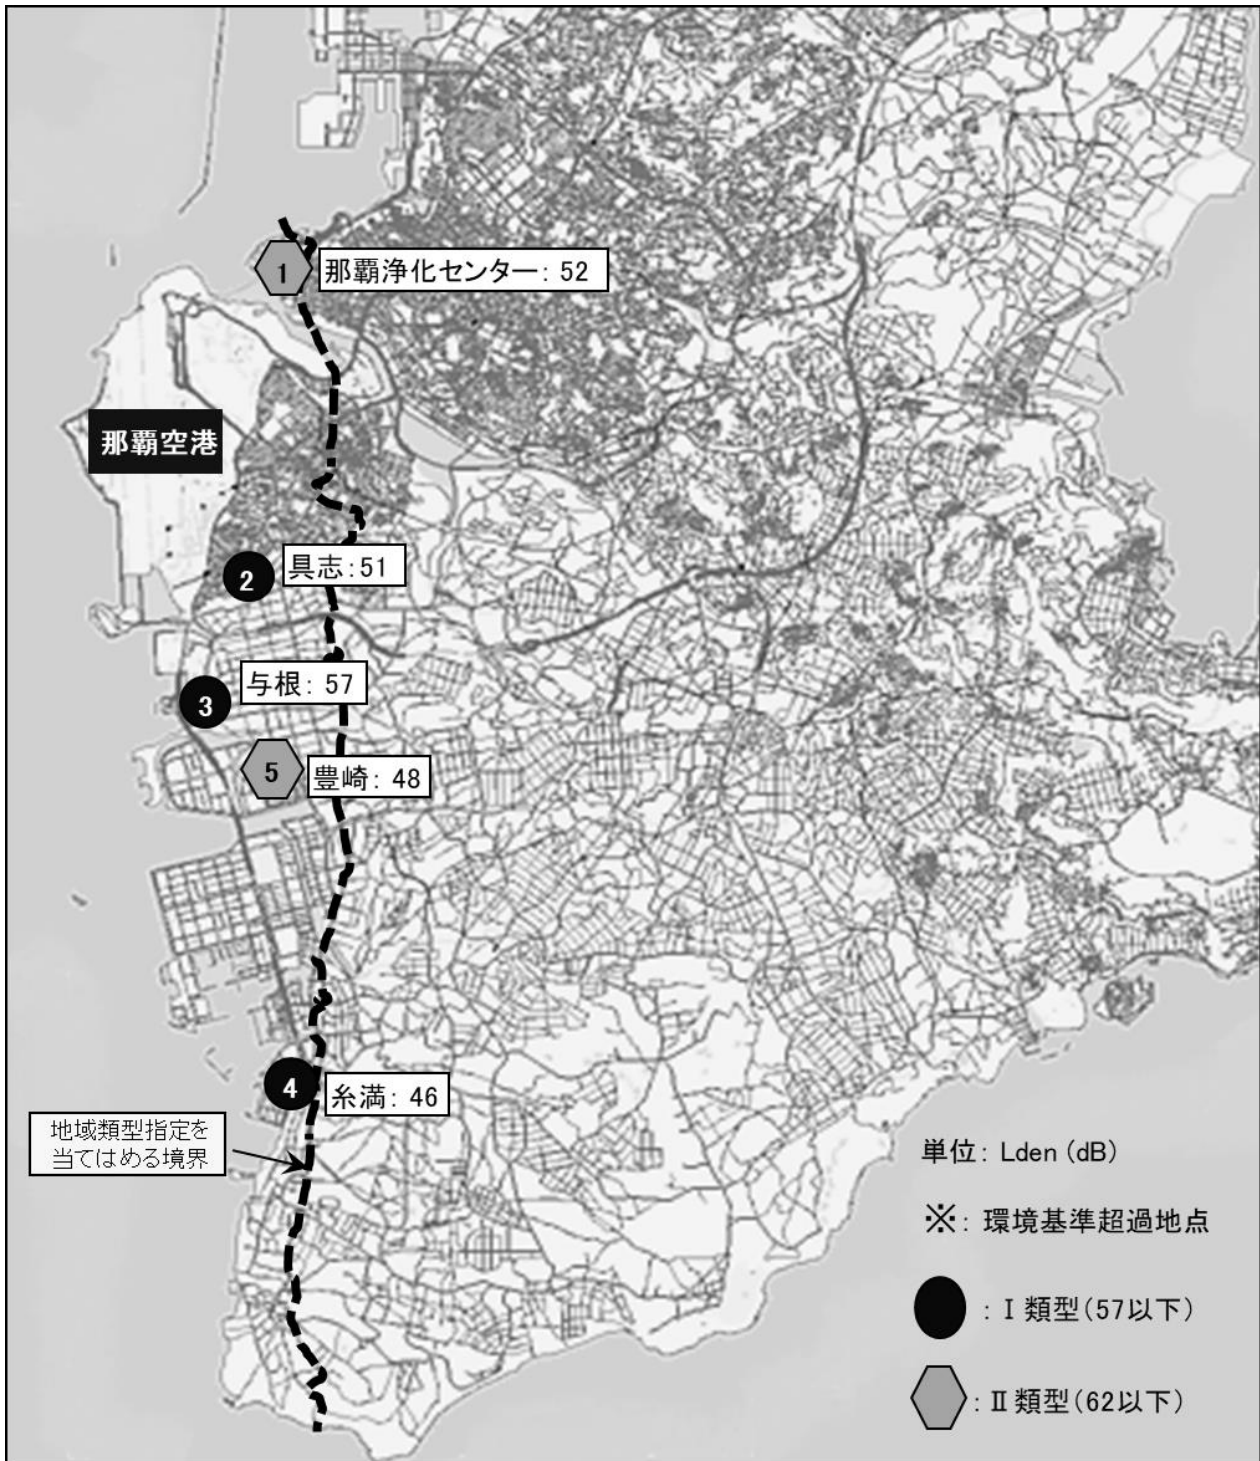 1
那覇浄化センター: 52
那覇空港
2
具志:51
与根: 57
3
5
豊崎: 48
4
糸満: 46
地域類型指定を
当てはめる境界
単位: Lden (dB)
※: 環境基準超過地点
: Ⅰ類型(57以下)
: Ⅱ類型(62以下)